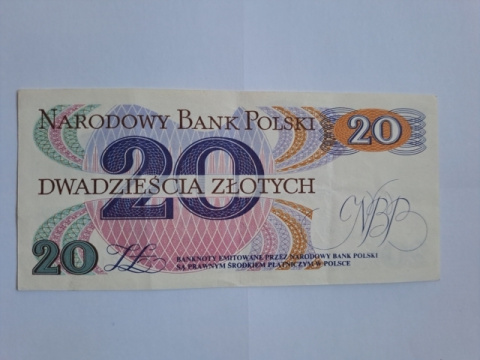 NARODOWY BANK POLSKI
20
20
DWADZIEŚCIA ZŁOTYCH
NBP
20
ZŁ
BANKNOTY EMITOWANE PRZEZ NARODOWY BANK POLSKI
SĄ PRAWNYM ŚRODKIEM PŁATNICZYM W POLSCE